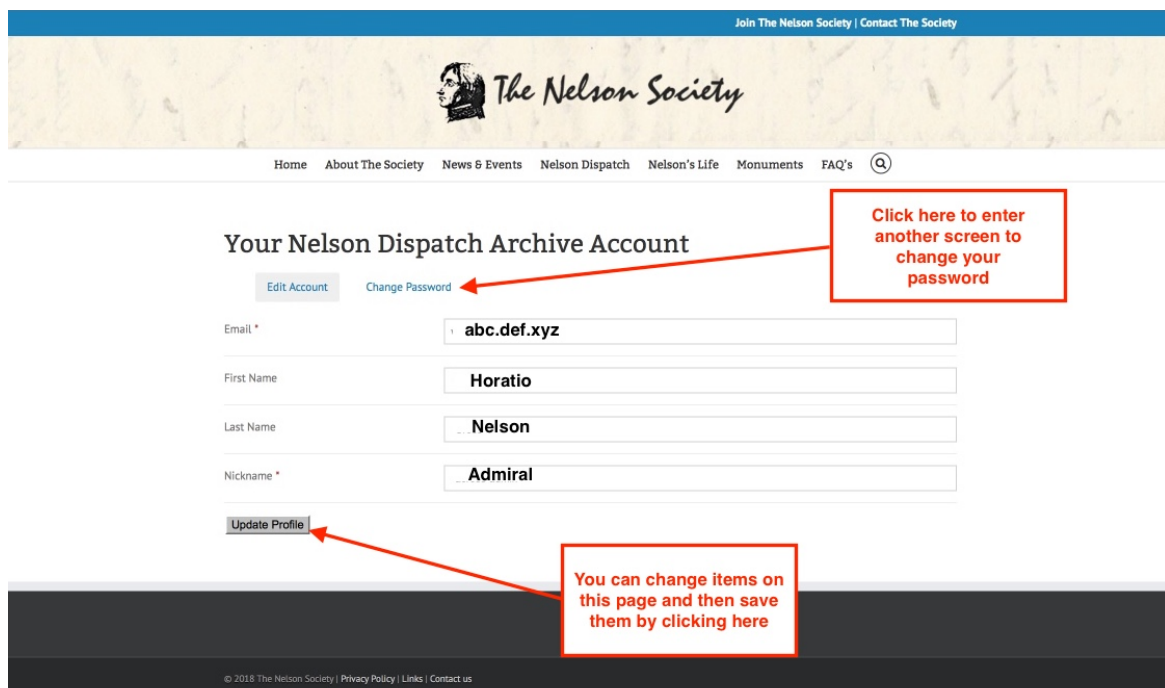 Join The Nelson Society | Contact The Society
The Nelson Society
Home About The Society News & Events Nelson Dispatch Nelson's Life Monuments FAQ's
Click here to enter
another screen to
change your
password
Your Nelson Dispatch Archive Account
Edit Account Change Password
Email * abc.def.xyz
First Name Horatio
Last Name Nelson
Nickname * Admiral
Update Profile
You can change items on
this page and then save
them by clicking here
© 2018 The Nelson Society | Privacy Policy | Links | Contact us